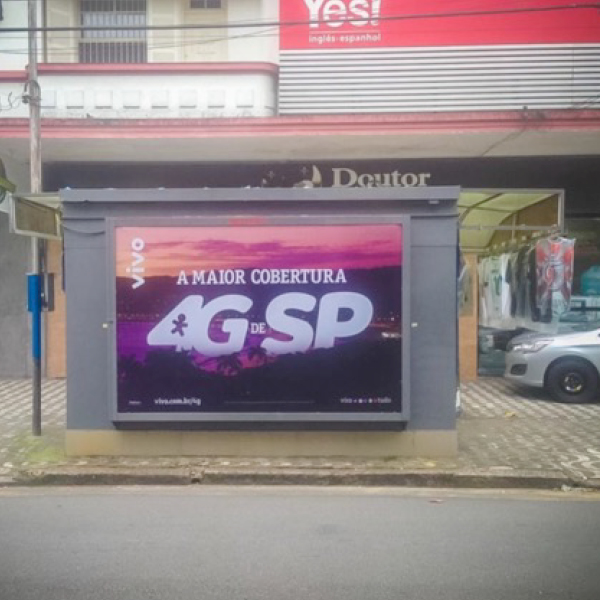 Yes!
inglês·espanhol
Doutor
vivo
A MAIOR COBERTURA
4G DE SP
vivo.com.br/4g